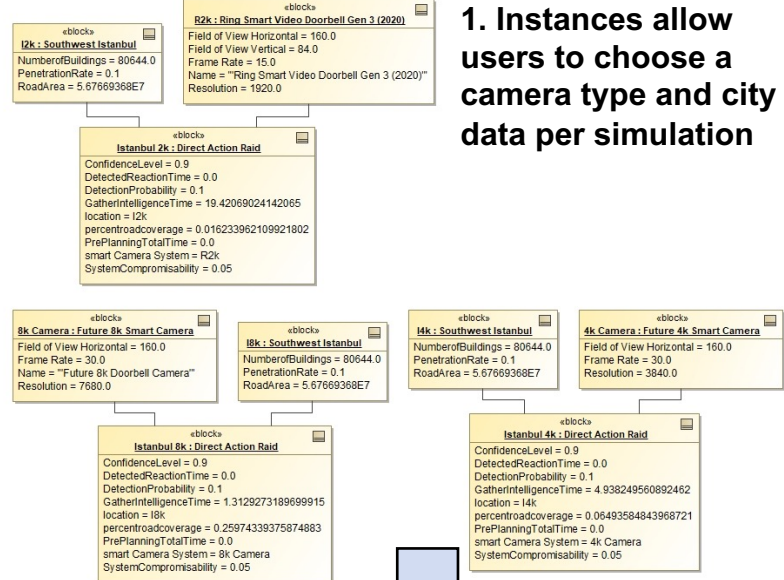 «block»
I2k : Southwest Istanbul
NumberofBuildings = 80644.0
PenetrationRate = 0.1
RoadArea = 5.67669368E7
«block»
R2k : Ring Smart Video Doorbell Gen 3 (2020)
Field of View Horizontal = 160.0
Field of View Vertical = 84.0
Frame Rate = 15.0
Name = "'Ring Smart Video Doorbell Gen 3 (2020)'"
Resolution = 1920.0
1. Instances allow
users to choose a
camera type and city
data per simulation
«block»
Istanbul 2k : Direct Action Raid
ConfidenceLevel = 0.9
DetectedReactionTime = 0.0
DetectionProbability = 0.1
GatherIntelligenceTime = 19.42069024142065
location = I2k
percentroadcoverage = 0.016233962109921802
PrePlanningTotalTime = 0.0
smart Camera System = R2k
SystemCompromisability = 0.05
«block»
8k Camera : Future 8k Smart Camera
Field of View Horizontal = 160.0
Frame Rate = 30.0
Name = "'Future 8k Doorbell Camera'"
Resolution = 7680.0
«block»
I8k : Southwest Istanbul
NumberofBuildings = 80644.0
PenetrationRate = 0.1
RoadArea = 5.67669368E7
«block»
I4k : Southwest Istanbul
NumberofBuildings = 80644.0
PenetrationRate = 0.1
RoadArea = 5.67669368E7
«block»
4k Camera : Future 4k Smart Camera
Field of View Horizontal = 160.0
Frame Rate = 30.0
Resolution = 3840.0
«block»
Istanbul 8k : Direct Action Raid
ConfidenceLevel = 0.9
DetectedReactionTime = 0.0
DetectionProbability = 0.1
GatherIntelligenceTime = 1.3129273189699915
location = I8k
percentroadcoverage = 0.25974339375874883
PrePlanningTotalTime = 0.0
smart Camera System = 8k Camera
SystemCompromisability = 0.05
«block»
Istanbul 4k : Direct Action Raid
ConfidenceLevel = 0.9
DetectedReactionTime = 0.0
DetectionProbability = 0.1
GatherIntelligenceTime = 4.938249560892462
location = I4k
percentroadcoverage = 0.06493584843968721
PrePlanningTotalTime = 0.0
smart Camera System = 4k Camera
SystemCompromisability = 0.05